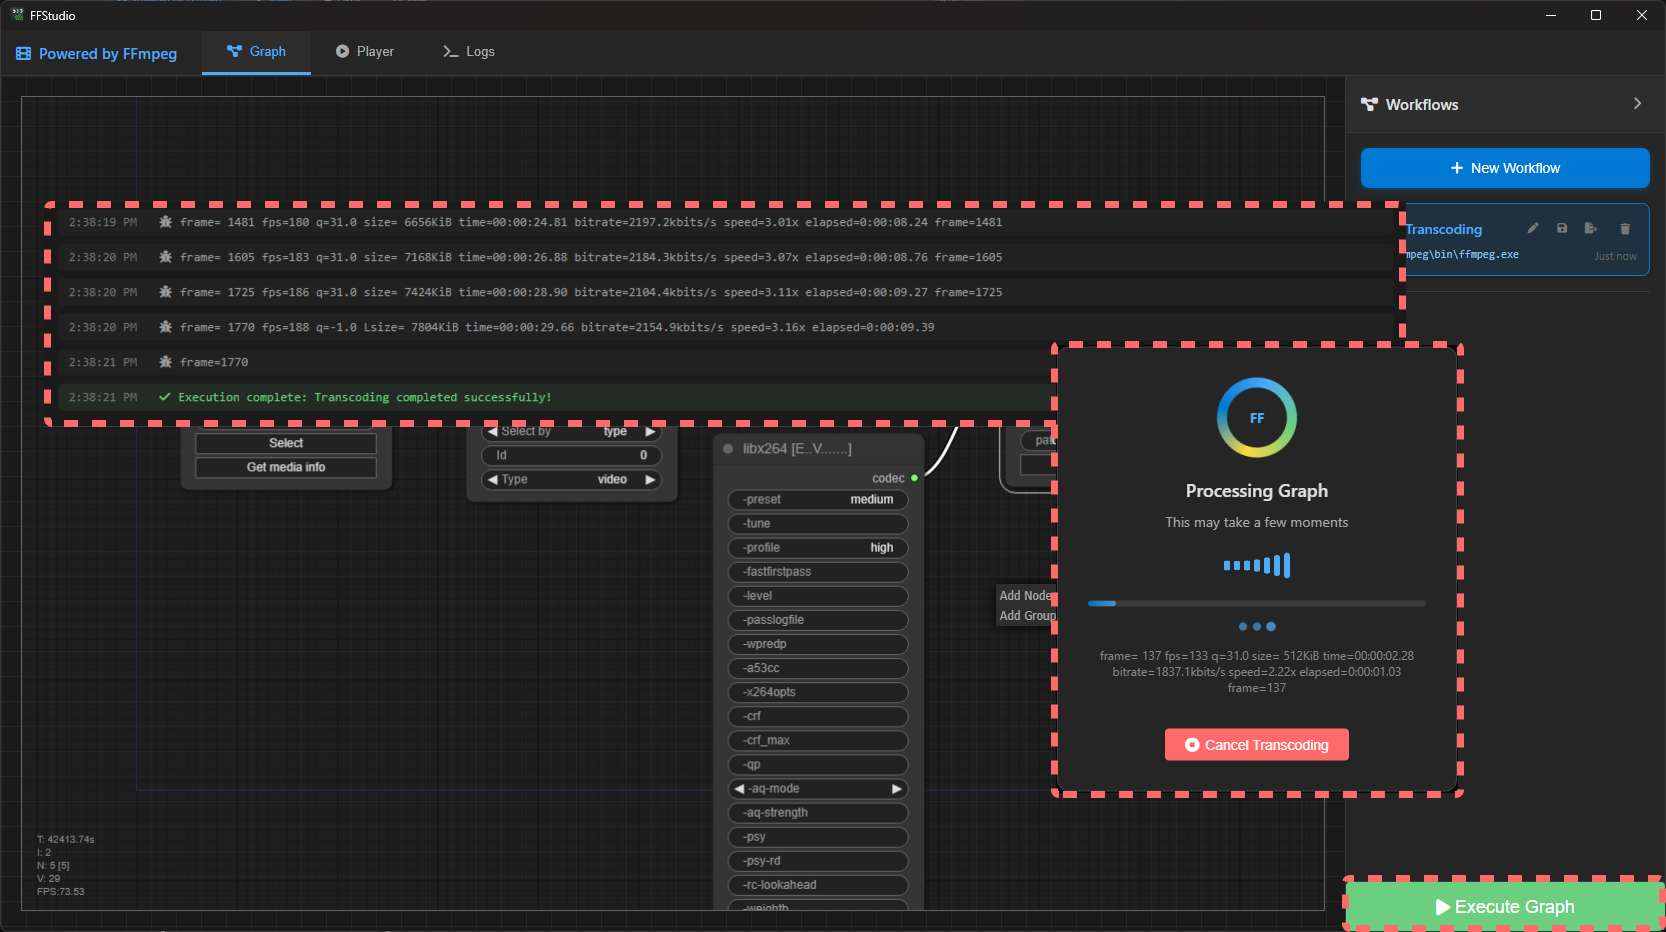 FFStudio
Powered by FFmpeg
Graph
Player
Logs
Workflows
New Workflow
Transcoding
mpeg\bin\ffmpeg.exe
Just now
2:38:19 PM frame= 1481 fps=180 q=31.0 size= 6656KiB time=00:00:24.81 bitrate=2197.2kbits/s speed=3.01x elapsed=0:00:08.24 frame=1481
2:38:20 PM frame= 1605 fps=183 q=31.0 size= 7168KiB time=00:00:26.88 bitrate=2184.3kbits/s speed=3.07x elapsed=0:00:08.76 frame=1605
2:38:20 PM frame= 1725 fps=186 q=31.0 size= 7424KiB time=00:00:28.90 bitrate=2104.4kbits/s speed=3.11x elapsed=0:00:09.27 frame=1725
2:38:20 PM frame= 1770 fps=188 q=-1.0 Lsize= 7804KiB time=00:00:29.66 bitrate=2154.9kbits/s speed=3.16x elapsed=0:00:09.39
2:38:21 PM frame=1770
2:38:21 PM Execution complete: Transcoding completed successfully!
Select
Get media info
Select by type
Id 0
Type video
libx264 [E..V.......]
codec
-preset medium
-tune
-profile high
-fastfirstpass
-level
-passlogfile
-wpredp
-a53cc
-x264opts
-crf
-crf_max
-qp
-aq-mode
-aq-strength
-psy
-psy-rd
-rc-lookahead
-weightb
Add Node
Add Group
FF
Processing Graph
This may take a few moments
frame= 137 fps=133 q=31.0 size= 512KiB time=00:00:02.28
bitrate=1837.1kbits/s speed=2.22x elapsed=0:00:01.03
frame=137
Cancel Transcoding
T: 42413.74s
I: 2
N: 5 [5]
V: 29
FPS:73.53
Execute Graph